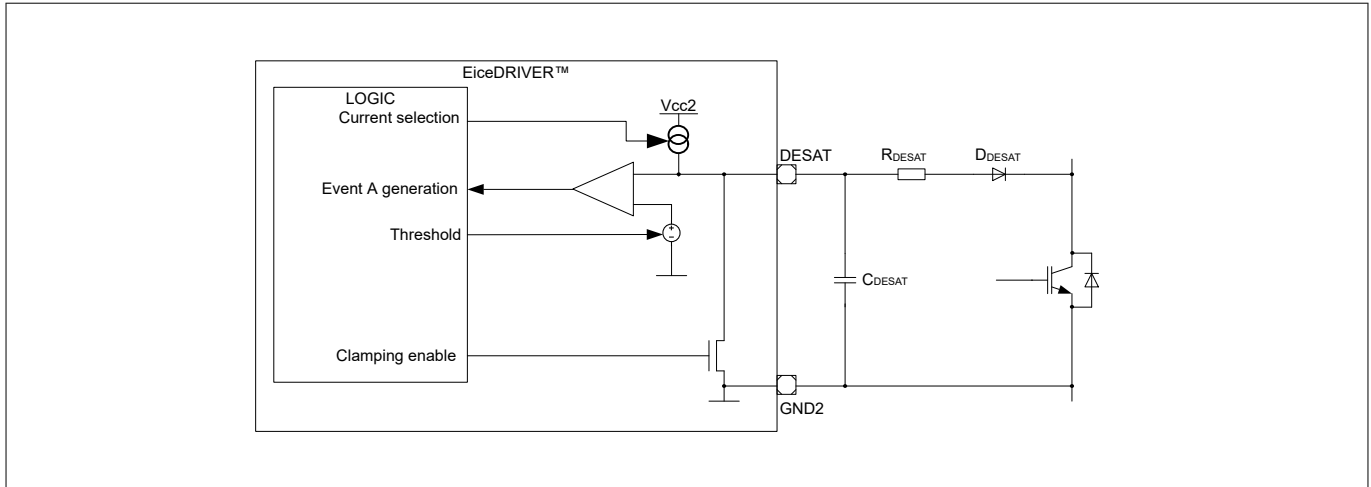 EiceDRIVER™
LOGIC
Current selection
Vcc2
DESAT
RDESAT
DDESAT
Event A generation
Threshold
+
-
CDESAT
Clamping enable
GND2